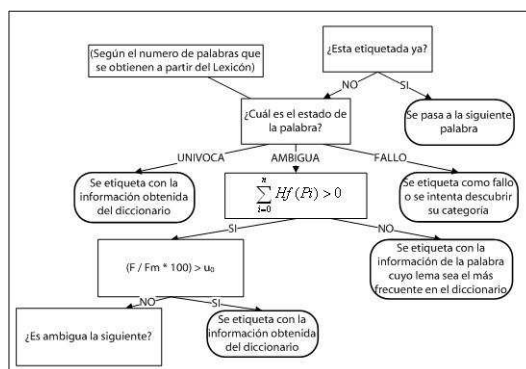 (Según el numero de palabras que
se obtienen a partir del Lexicón)
¿Esta etiquetada ya?
NO
SI
¿Cuál es el estado de
la palabra?
Se pasa a la siguiente
palabra
UNIVOCA
AMBIGUA
FALLO
Se etiqueta con la
información obtenida
del diccionario
n
∑ Hf(Pi) > 0
i=0
Se etiqueta como fallo
o se intenta descubrir
su categoría
SI
NO
(F / Fm * 100) > u₀
Se etiqueta con la
información de la palabra
cuyo lema sea el más
frecuente en el diccionario
NO
SI
¿Es ambigua la siguiente?
Se etiqueta con la
información obtenida
del diccionario